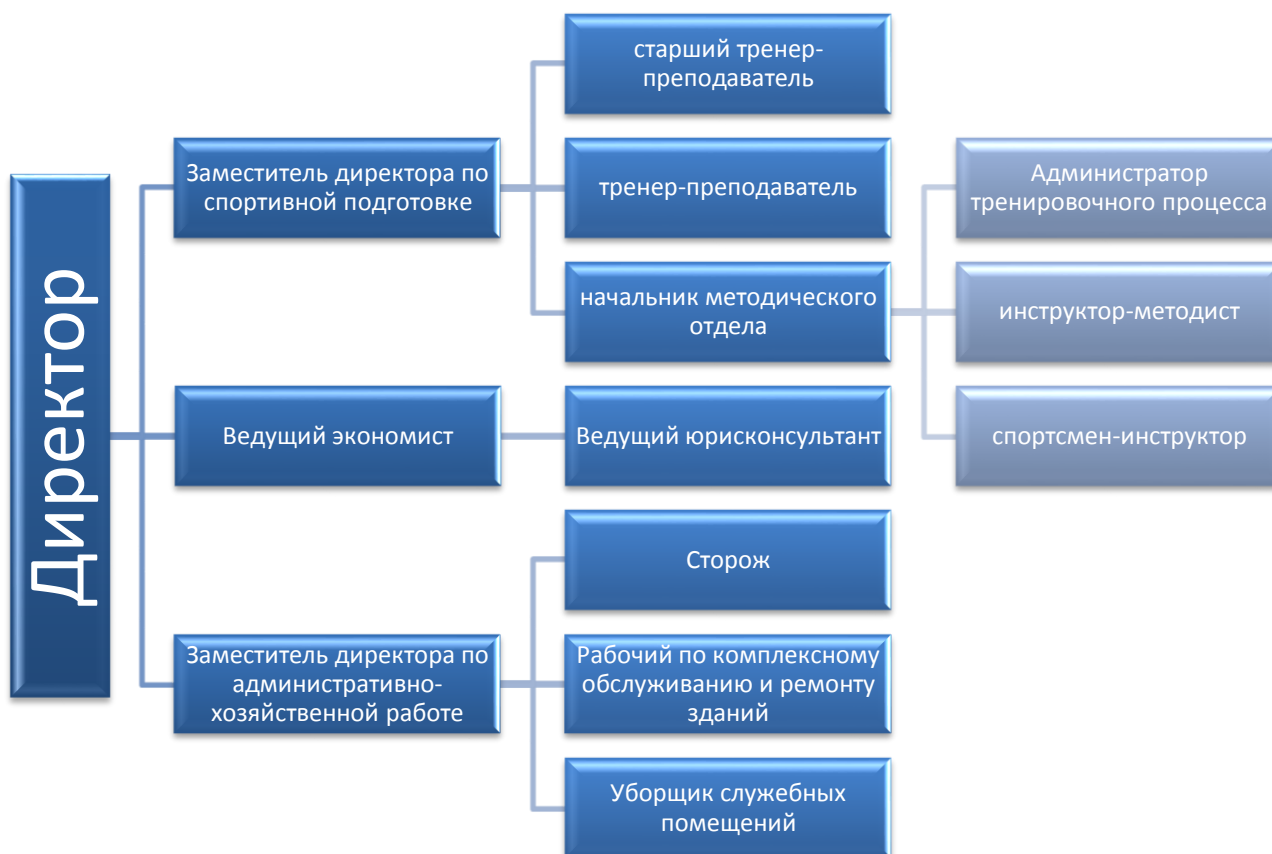 Директор
Заместитель директора по
спортивной подготовке
старший тренер-
преподаватель
тренер-преподаватель
начальник методического
отдела
Администратор
тренировочного процесса
инструктор-методист
спортсмен-инструктор
Ведущий экономист
Ведущий юрисконсультант
Заместитель директора по
административно-
хозяйственной работе
Сторож
Рабочий по комплексному
обслуживанию и ремонту
зданий
Уборщик служебных
помещений